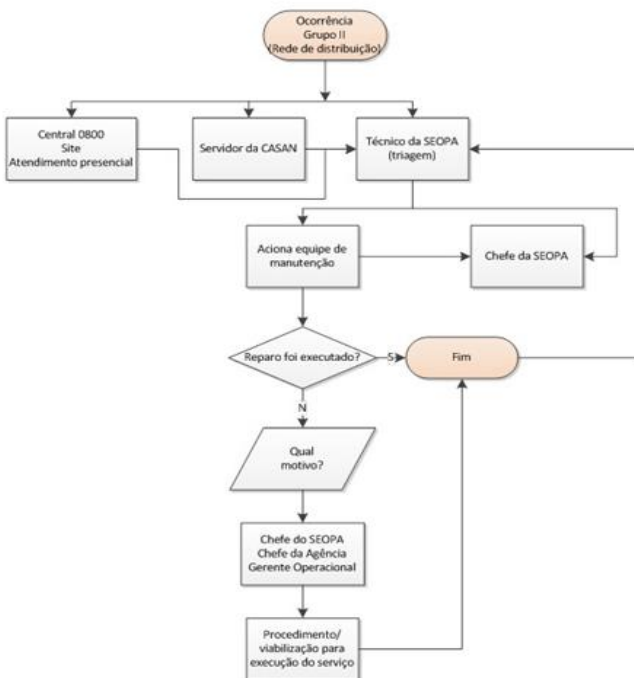 Ocorrência
Grupo II
(Rede de distribuição)
Central 0800
Site
Atendimento presencial
Servidor da CASAN
Técnico da SEOPA
(triagem)
Aciona equipe de
manutenção
Chefe da SEOPA
Reparo foi executado?
S
Fim
N
Qual
motivo?
Chefe do SEOPA
Chefe da Agência
Gerente Operacional
Procedimento/
viabilização para
execução do serviço